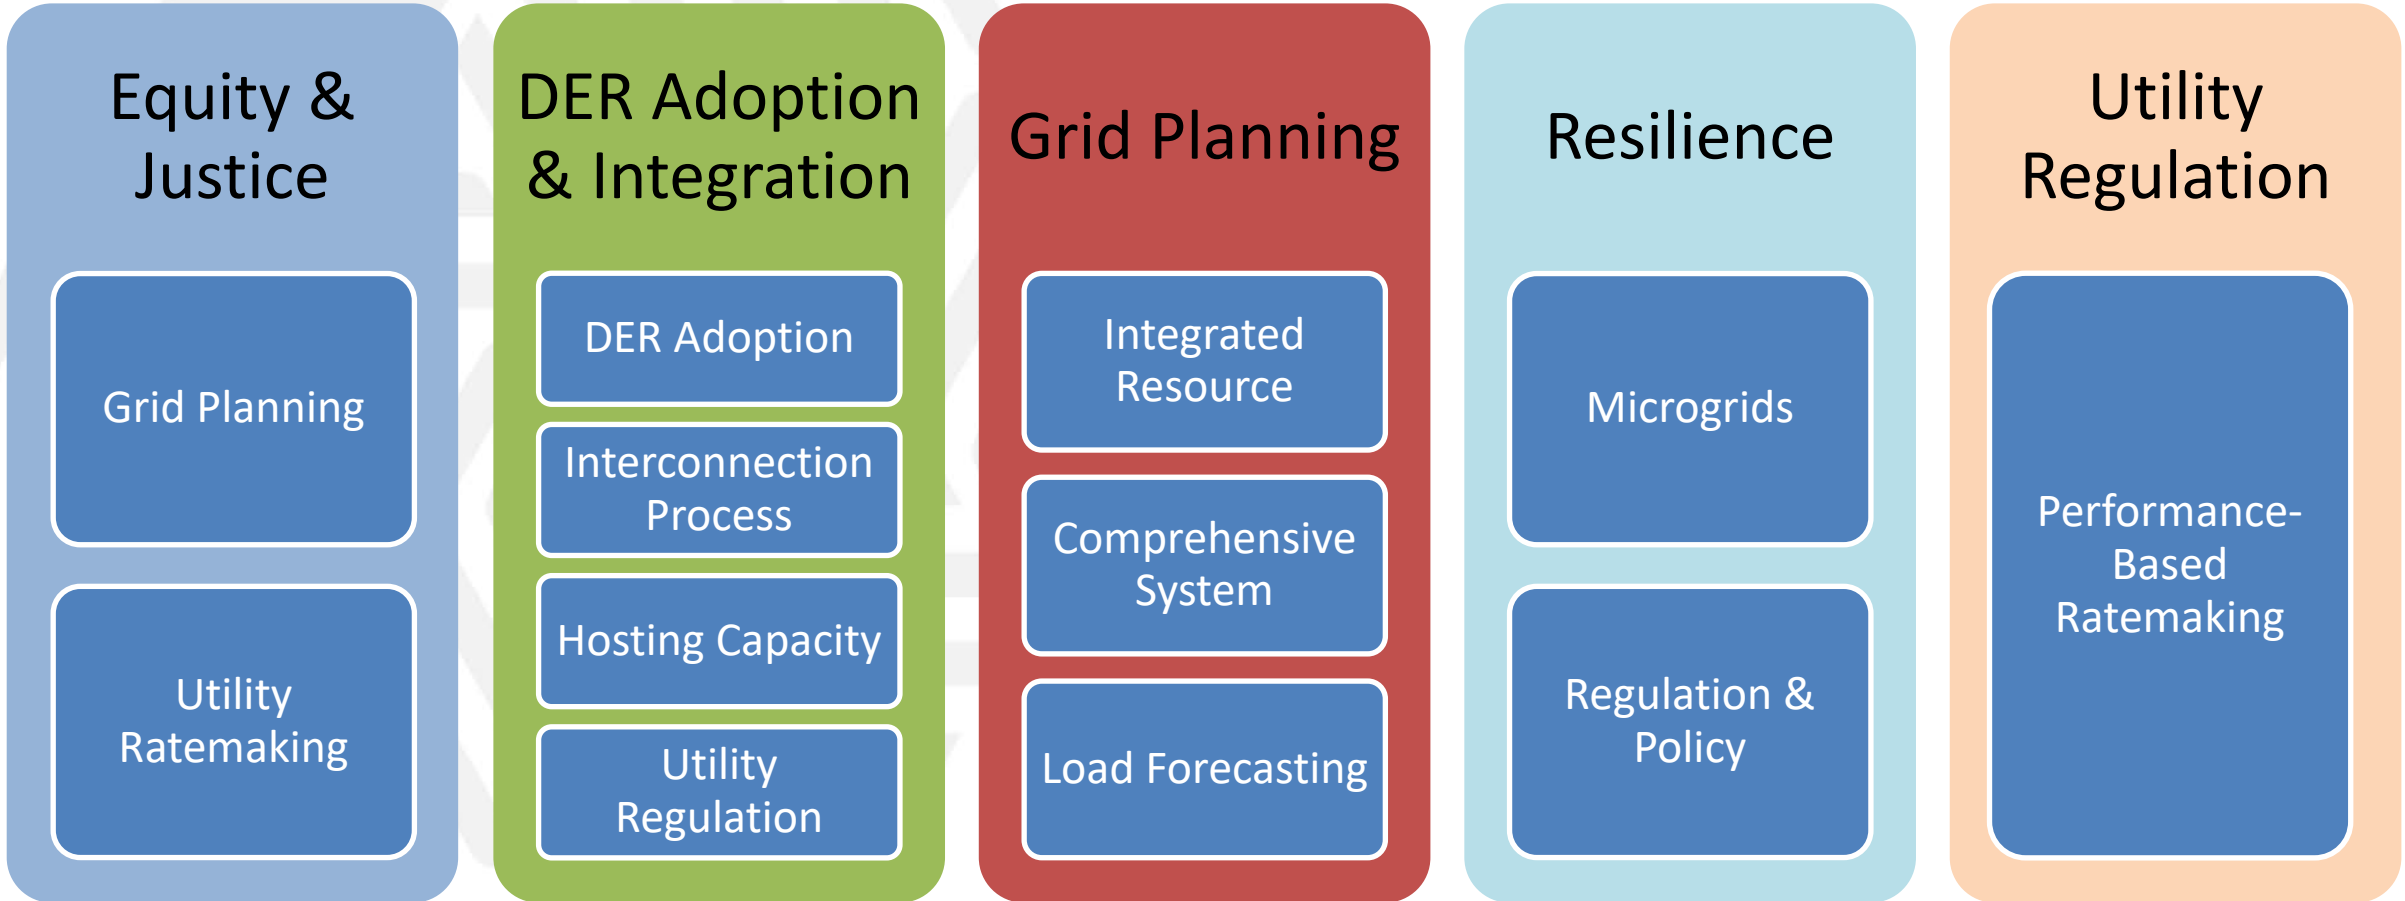 Equity &
Justice
Grid Planning
Utility
Ratemaking
DER Adoption
& Integration
DER Adoption
Interconnection
Process
Hosting Capacity
Utility
Regulation
Grid Planning
Integrated
Resource
Comprehensive
System
Load Forecasting
Resilience
Microgrids
Regulation &
Policy
Utility
Regulation
Performance-
Based
Ratemaking